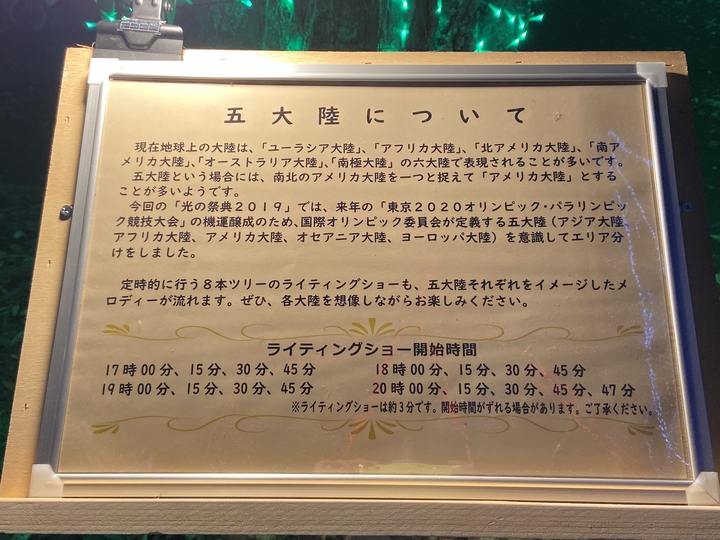 五大陸について
現在地球上の大陸は、「ユーラシア大陸」、「アフリカ大陸」、「北アメリカ大陸」、「南ア
メリカ大陸」、「オーストラリア大陸」、「南極大陸」の六大陸で表現されることが多いです。
五大陸という場合には、南北のアメリカ大陸を一つと捉えて「アメリカ大陸」とする
ことが多いようです。
今回の「光の祭典２０１９」では、来年の「東京２０２０オリンピック・パラリンピッ
ク競技大会」の機運醸成のため、国際オリンピック委員会が定義する五大陸（アジア大陸
アフリカ大陸、アメリカ大陸、オセアニア大陸、ヨーロッパ大陸）を意識してエリア分
けをしました。
定時的に行う８本ツリーのライティングショーも、五大陸それぞれをイメージしたメ
ロディーが流れます。ぜひ、各大陸を想像しながらお楽しみください。
ライティングショー開始時間
17時00分、15分、30分、45分 18時00分、15分、30分、45分
19時00分、15分、30分、45分 20時00分、15分、30分、45分、47分
※ライティングショーは約３分です。開始時間がずれる場合があります。ご了承ください。